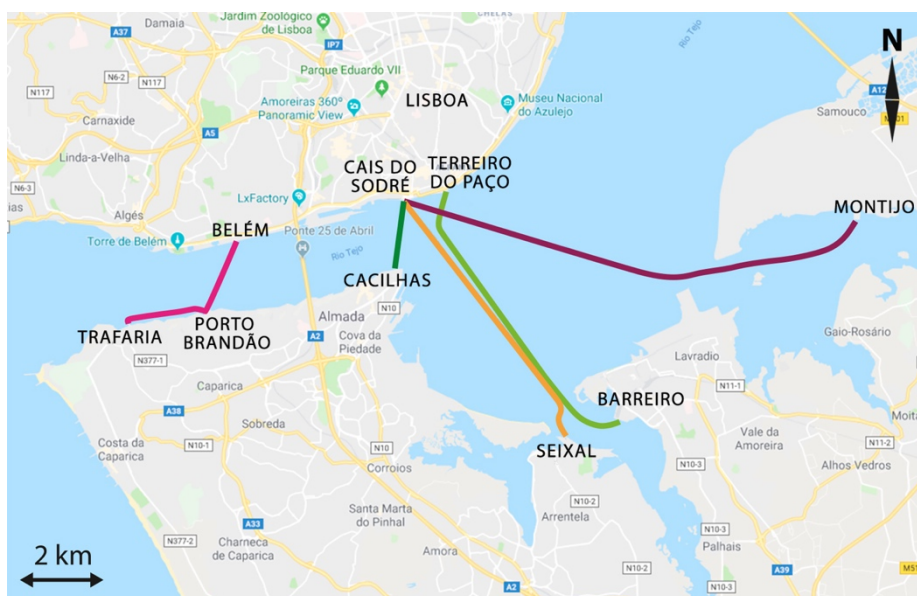 Damaia
Jardim Zoológico
de Lisboa
CHELAS
A37
IP7
Rio Tejo
N
N6-2
N117
N117
Parque Eduardo VII
A12
Amoreiras 360º
Panoramic View
LISBOA
Museu Nacional
do Azulejo
Samouco
Carnaxide
A5
Linda-a-Velha
CAIS DO
SODRÉ
TERREIRO
DO PAÇO
N6-3
LxFactory
MONTIJO
Algés
BELÉM
Ponte 25 de Abril
Torre de Belém
Rio Tejo
CACILHAS
N10
TRAFARIA
PORTO
BRANDÃO
Almada
A2
Cova da
Piedade
Gaio-Rosário
N377-1
Lavradio
Caparica
N11-1
BARREIRO
A38
Sobreda
Moita
Costa da
Caparica
N10-1
N10
SEIXAL
Vale da
Amoreira
N11-2
Corroios
N10-3
Alhos Vedros
N10-2
Santa Marta
do Pinhal
Arrentela
A33
N10-3
N377-2
Charneca
de Caparica
Amora
Palhais
2 km
A2
N10-2
A39
N10-3